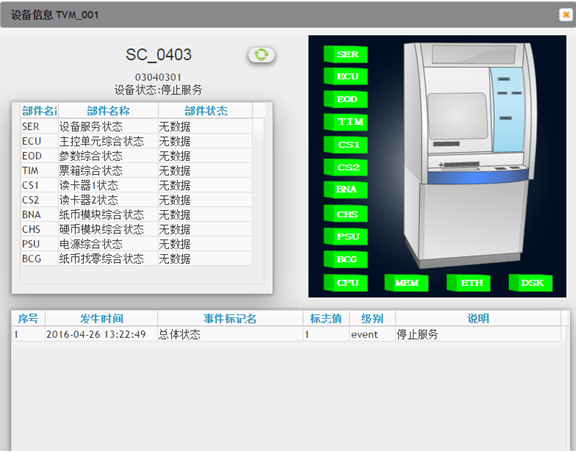 设备信息 TVM_001
SC_0403
03040301
设备状态:停止服务
部件名 部件名称 部件状态
SER 设备服务状态 无数据
ECU 主控单元综合状态 无数据
EOD 参数综合状态 无数据
TIM 票箱综合状态 无数据
CS1 读卡器1状态 无数据
CS2 读卡器2状态 无数据
BNA 纸币模块综合状态 无数据
CHS 硬币模块综合状态 无数据
PSU 电源综合状态 无数据
BCG 纸币找零综合状态 无数据
SER
ECU
EOD
TIM
CS1
CS2
BNA
CHS
PSU
BCG
CPU MEM ETH DSK
序号 发生时间 事件标记名 标志值 级别 说明
1 2016-04-26 13:22:49 总体状态 1 event 停止服务